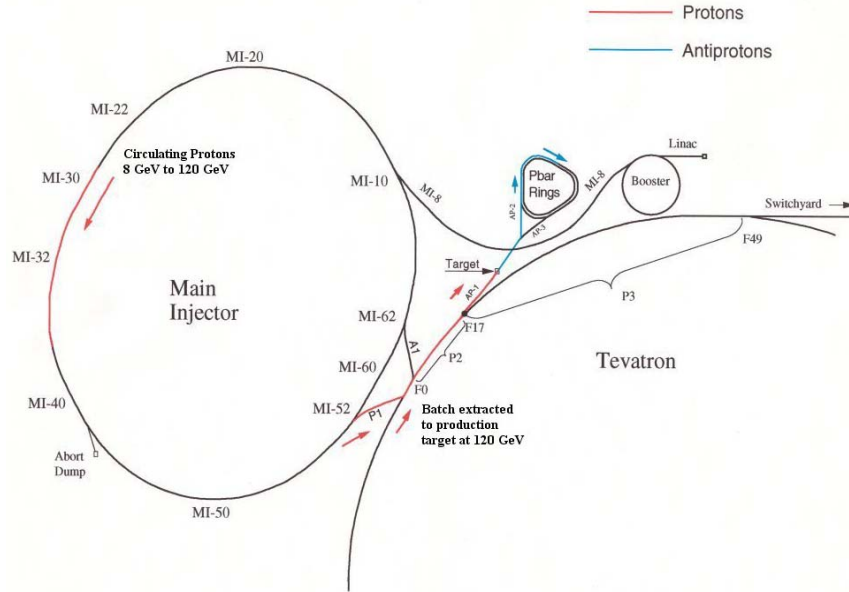 Protons
Antiprotons
MI-20
MI-22
Circulating Protons
8 GeV to 120 GeV
MI-30
MI-10
MI-8
Pbar
Rings
AP-2
AP-3
MI-8
Linac
Booster
Switchyard
F49
MI-32
Target
AP-1
Main
Injector
MI-62
A1
F17
P2
P3
Tevatron
MI-60
F0
MI-40
MI-52
P1
Batch extracted
to production
target at 120 GeV
Abort
Dump
MI-50